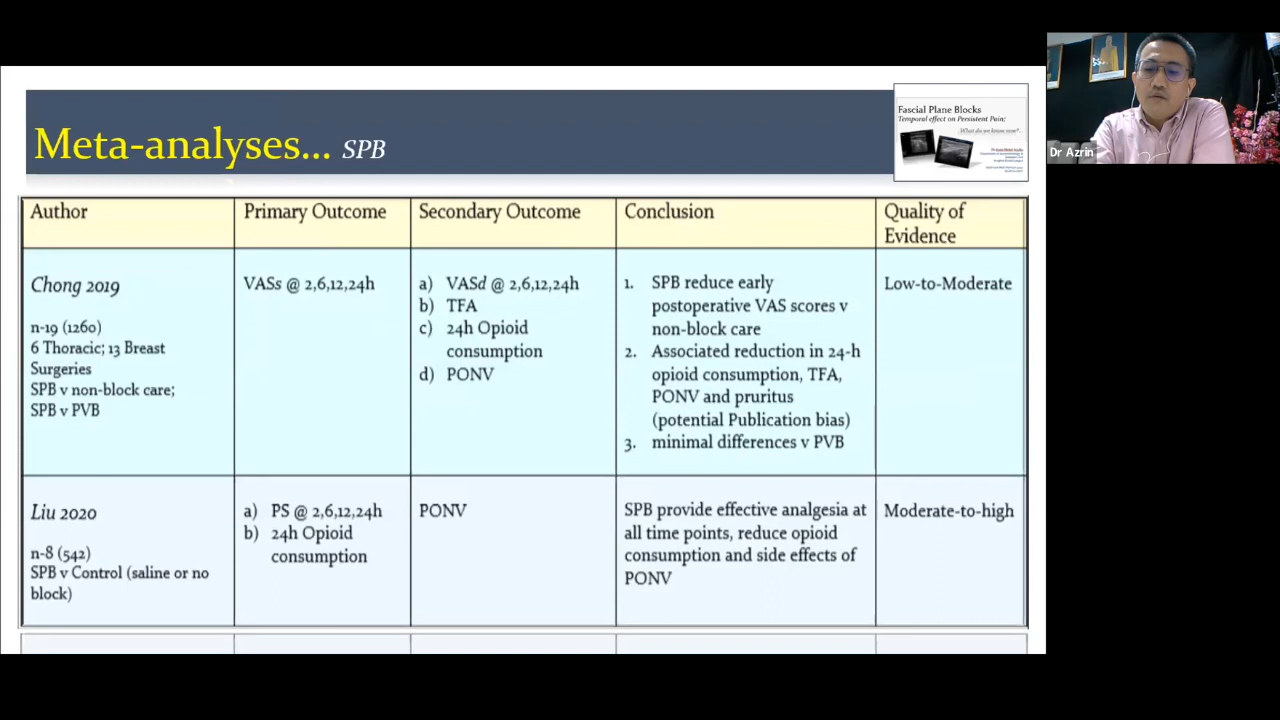 Meta-analyses... SPB
Fascial Plane Blocks
Temporal effect on Persistent Pain;
What do we know now?...
Dr Azrin
Author
Primary Outcome
Secondary Outcome
Conclusion
Quality of
Evidence
Chong 2019
n-19 (1260)
6 Thoracic; 13 Breast
Surgeries
SPB v non-block care;
SPB v PVB
VASs @ 2,6,12,24h
a) VASd @ 2,6,12,24h
b) TFA
c) 24h Opioid
consumption
d) PONV
1. SPB reduce early
postoperative VAS scores v
non-block care
2. Associated reduction in 24-h
opioid consumption, TFA,
PONV and pruritus
(potential Publication bias)
3. minimal differences v PVB
Low-to-Moderate
Liu 2020
n-8 (542)
SPB v Control (saline or no
block)
a) PS @ 2,6,12,24h
b) 24h Opioid
consumption
PONV
SPB provide effective analgesia at
all time points, reduce opioid
consumption and side effects of
PONV
Moderate-to-high